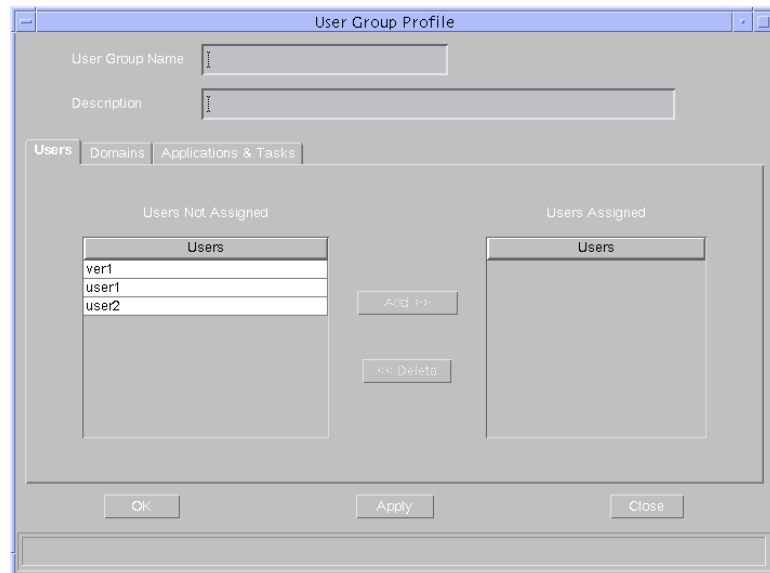 User Group Profile
User Group Name
Description
Users Domains Applications & Tasks
Users Not Assigned Users Assigned
Users Users
ver1
user1
user2
Add >>
<< Delete
OK Apply Close